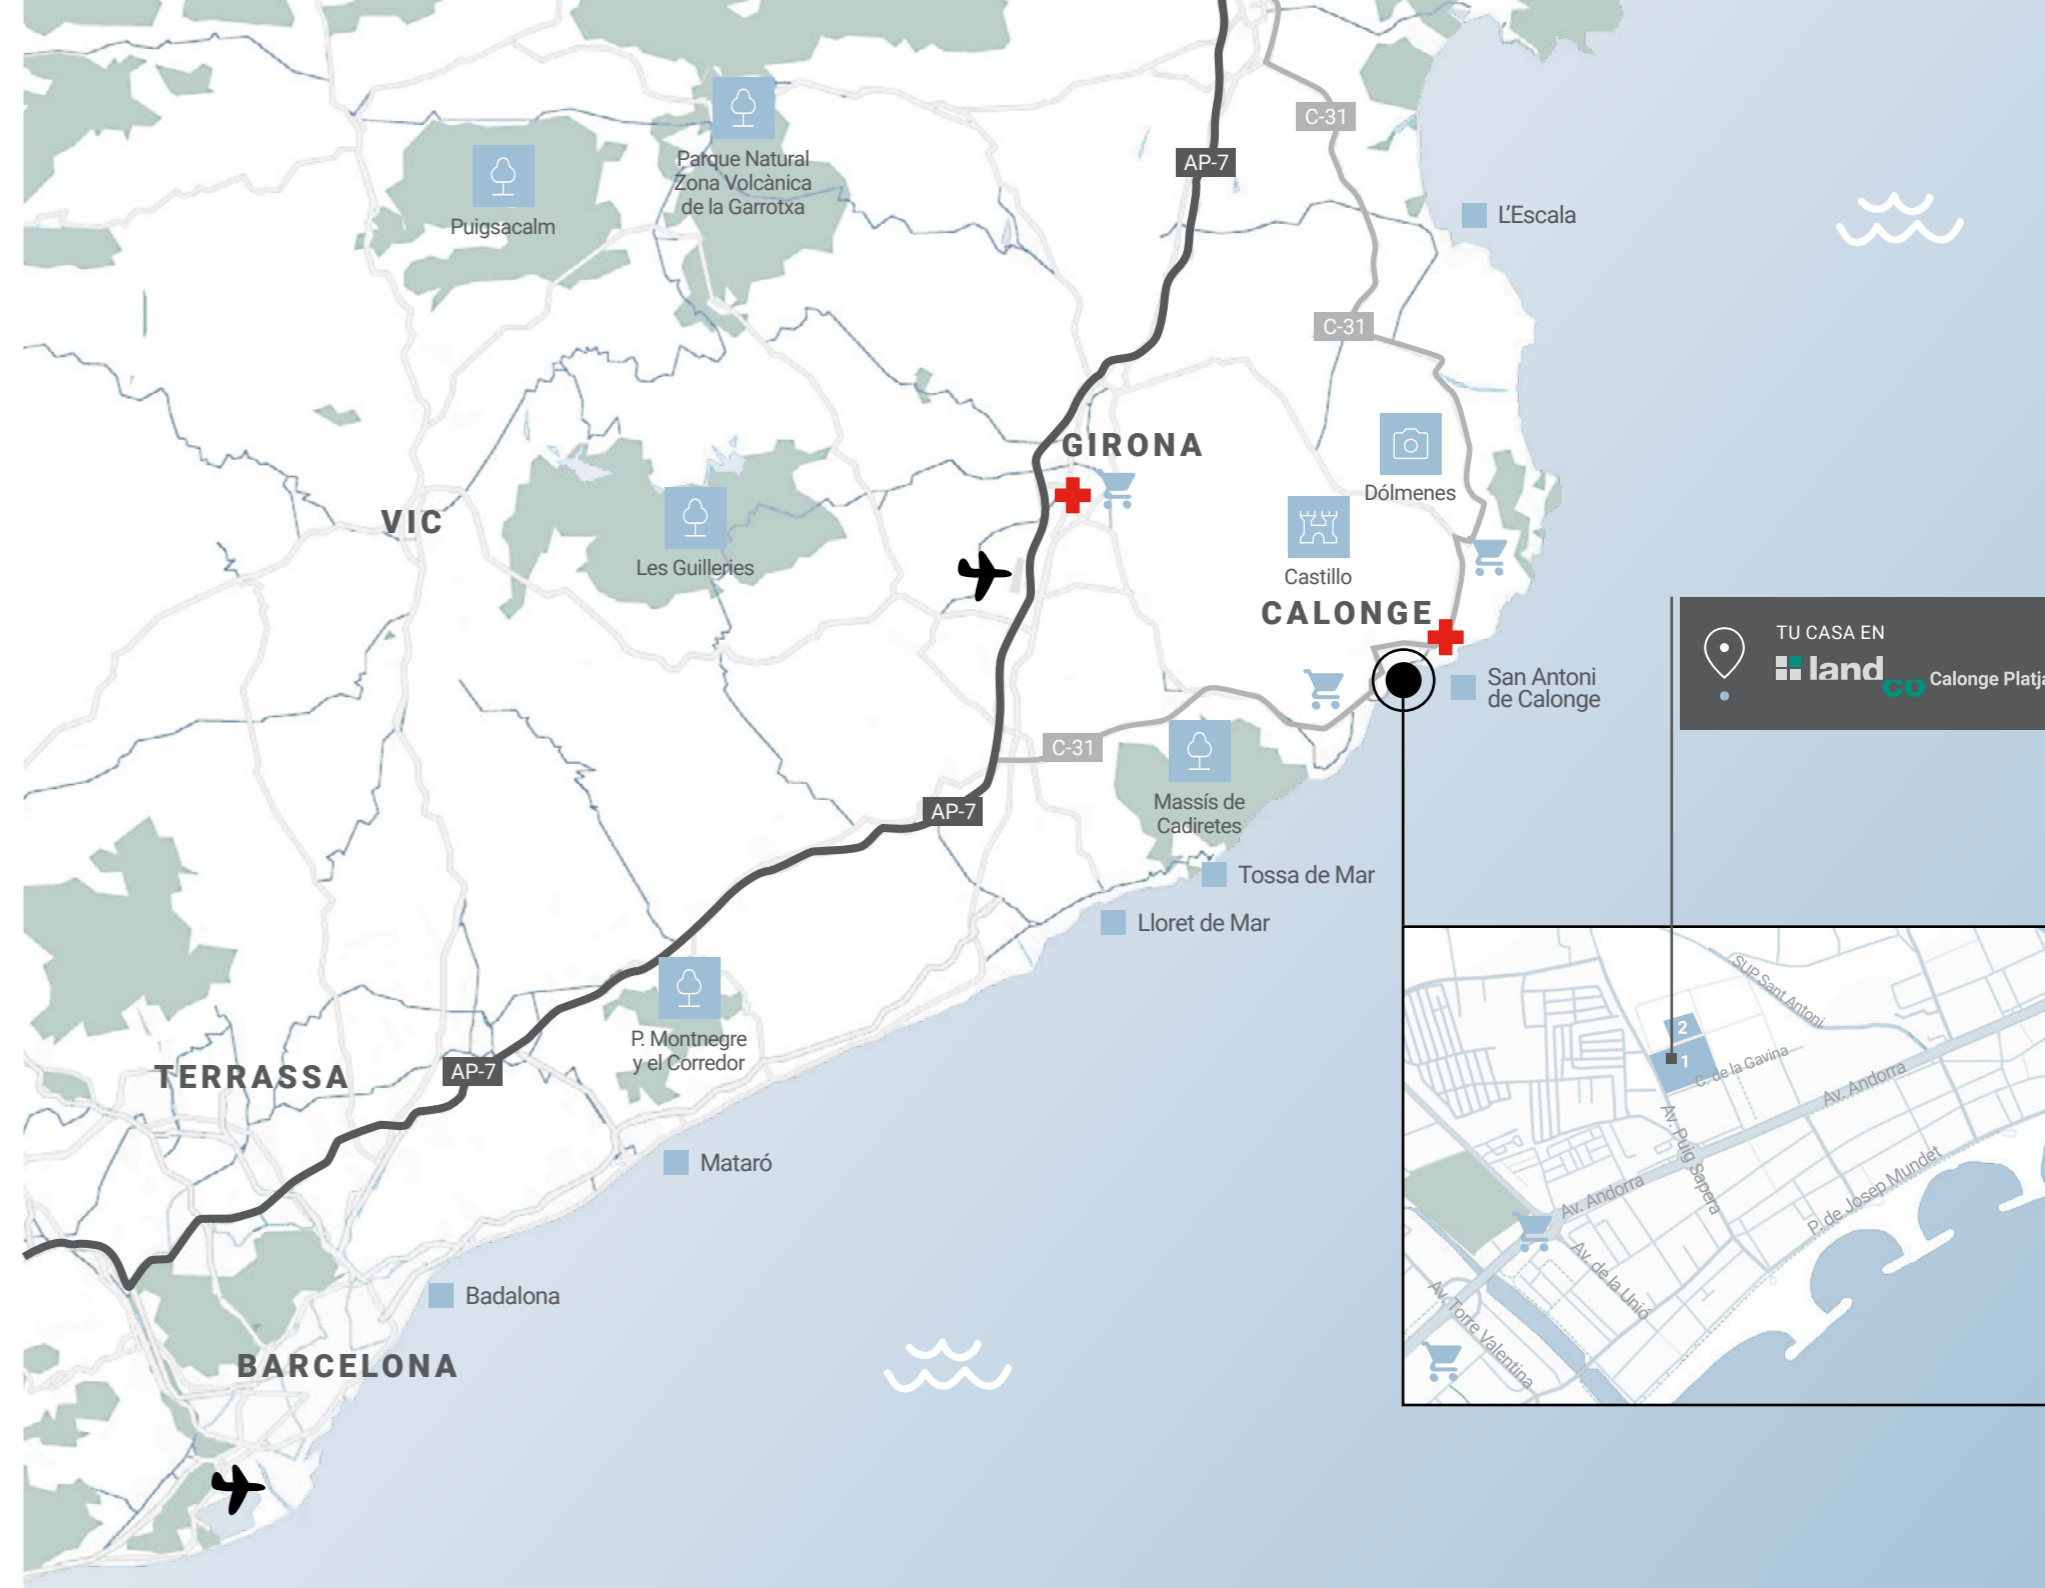 C-31
AP-7
Parque Natural
Zona Volcànica
de la Garrotxa
Puigsacalm
L'Escala
C-31
GIRONA
Dólmenes
VIC
Les Guilleries
Castillo
CALONGE
TU CASA EN
land
co Calonge Platja
San Antoni
de Calonge
C-31
AP-7
Massís de
Cadiretes
Tossa de Mar
Lloret de Mar
P. Montnegre
y el Corredor
TERRASSA
AP-7
Mataró
Badalona
BARCELONA
SUP Sant Antoni
2
1
C. de la Gavina
Av. Andorra
Av. Puig Sapera
P. de Josep Mundet
Av. Andorra
Av. de la Unió
Av. Torre Valentina